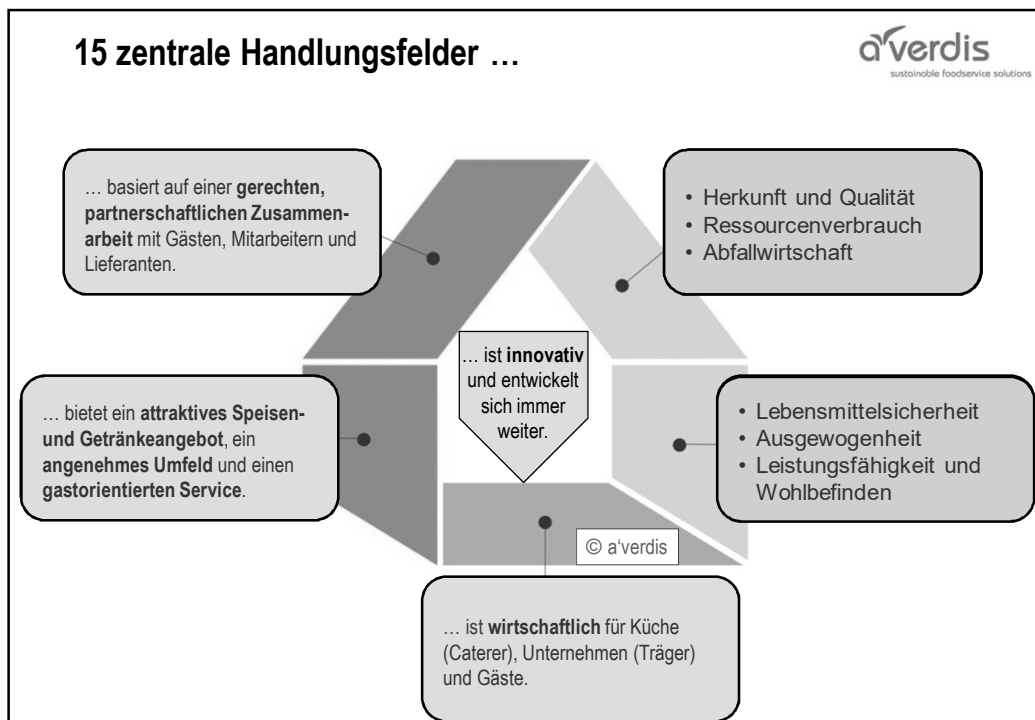 15 zentrale Handlungsfelder …
a'verdis
sustainable foodservice solutions
… basiert auf einer gerechten,
partnerschaftlichen Zusammen-
arbeit mit Gästen, Mitarbeitern und
Lieferanten.
• Herkunft und Qualität
• Ressourcenverbrauch
• Abfallwirtschaft
… ist innovativ
und entwickelt
sich immer
weiter.
… bietet ein attraktives Speisen-
und Getränkeangebot, ein
angenehmes Umfeld und einen
gastorientierten Service.
• Lebensmittelsicherheit
• Ausgewogenheit
• Leistungsfähigkeit und
Wohlbefinden
© a‘verdis
… ist wirtschaftlich für Küche
(Caterer), Unternehmen (Träger)
und Gäste.